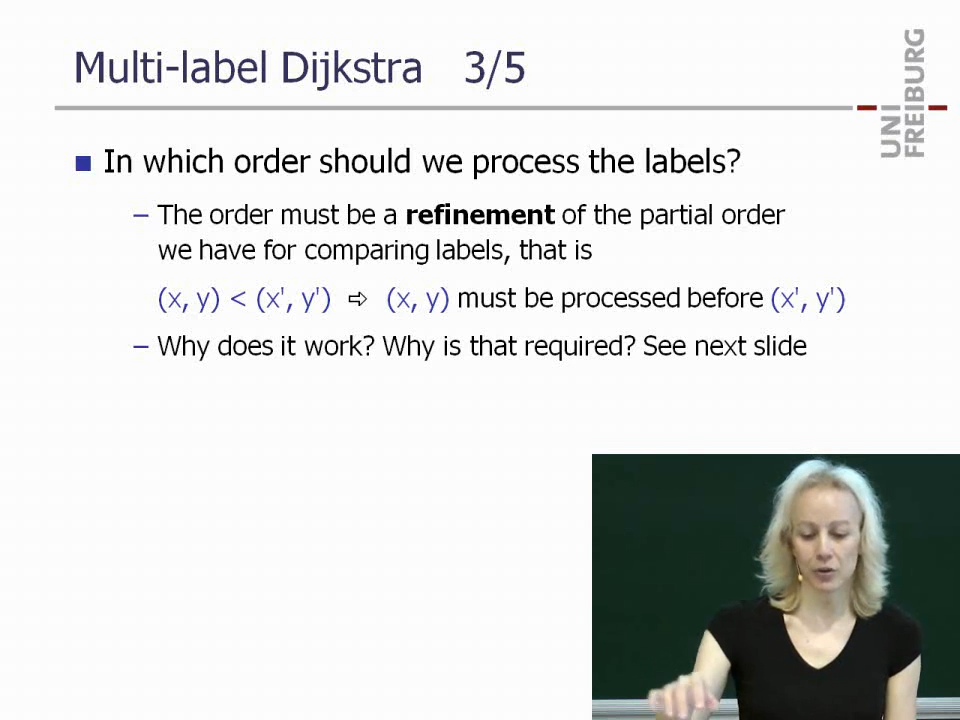 Multi-label Dijkstra 3/5
UNI
FREIBURG
In which order should we process the labels?
– The order must be a refinement of the partial order
we have for comparing labels, that is
(x, y) < (x', y') ⇨ (x, y) must be processed before (x', y')
– Why does it work? Why is that required? See next slide